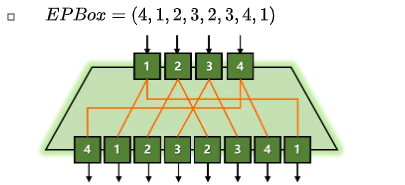 EPBox = (4, 1, 2, 3, 2, 3, 4, 1)
1 2 3 4
4 1 2 3 2 3 4 1